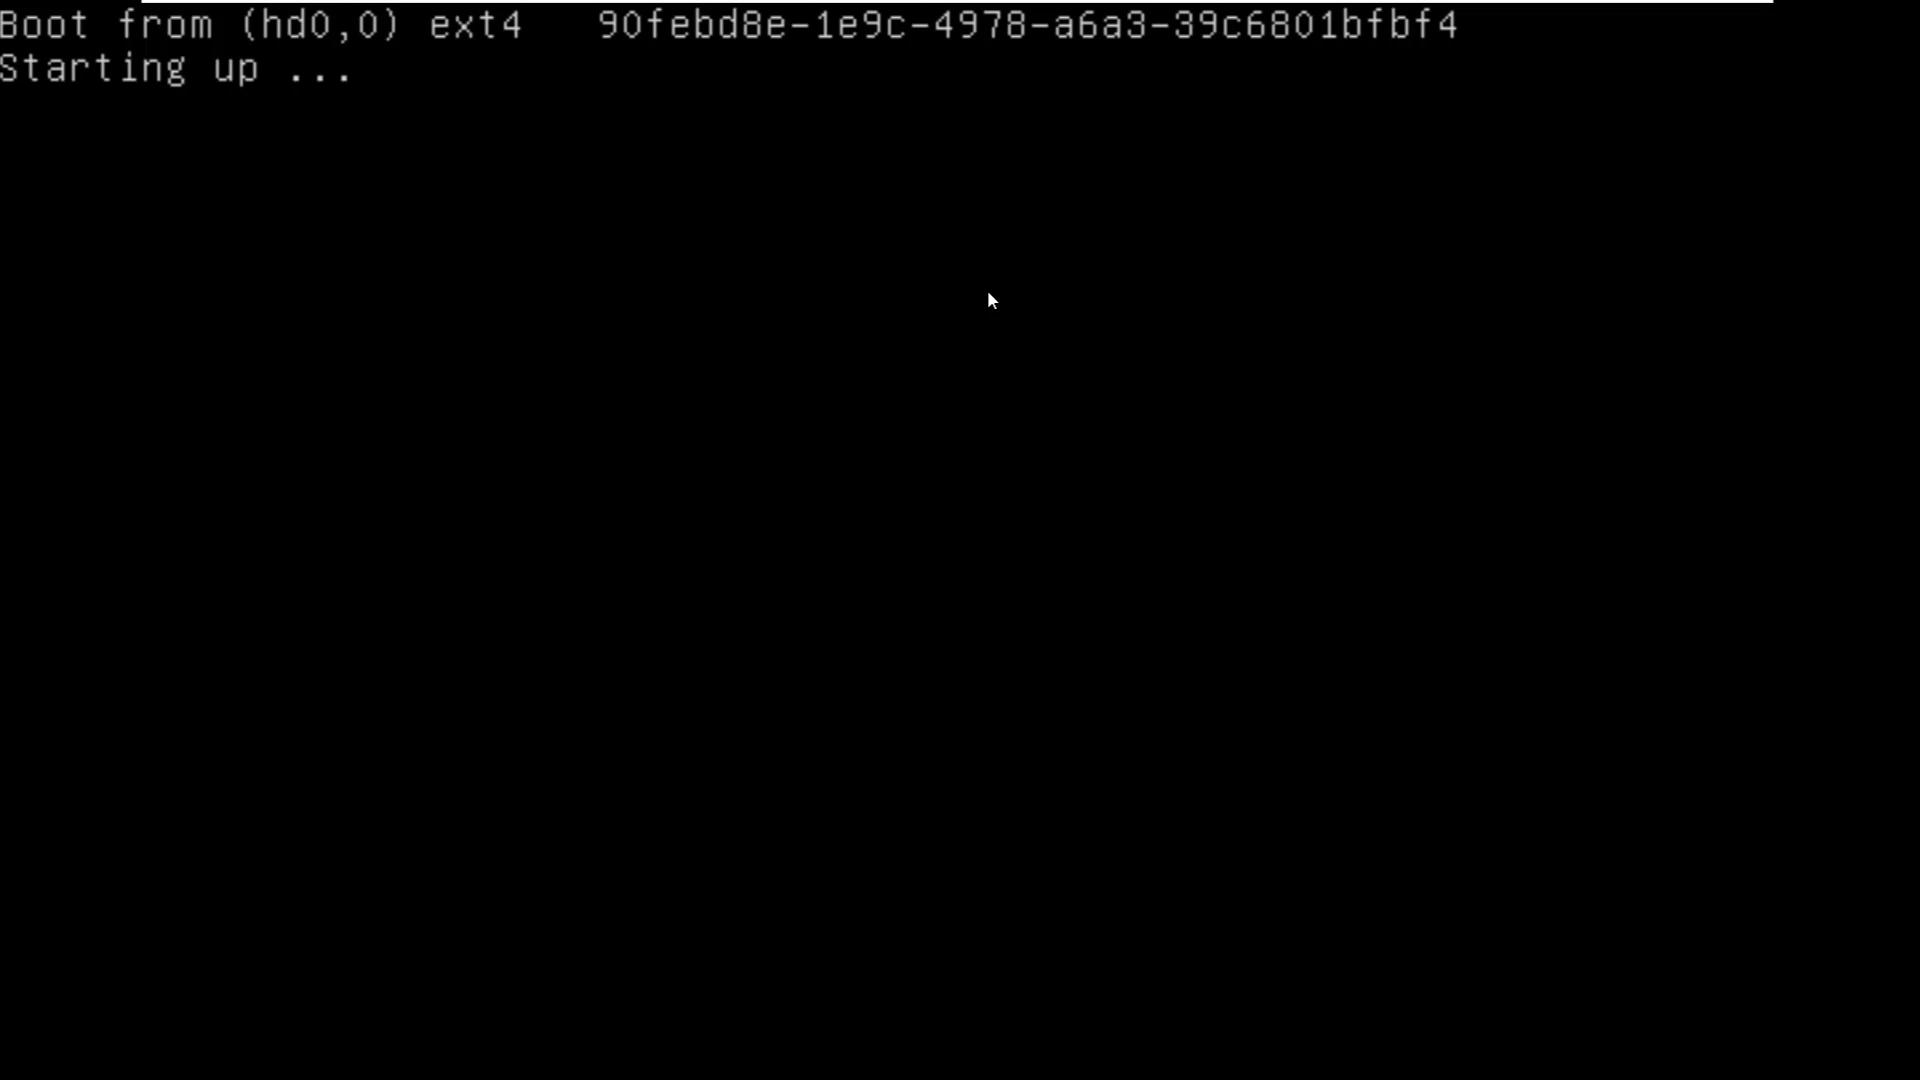 Boot from (hd0,0) ext4   90febd8e-1e9c-4978-a6a3-39c6801bfbf4
Starting up ...